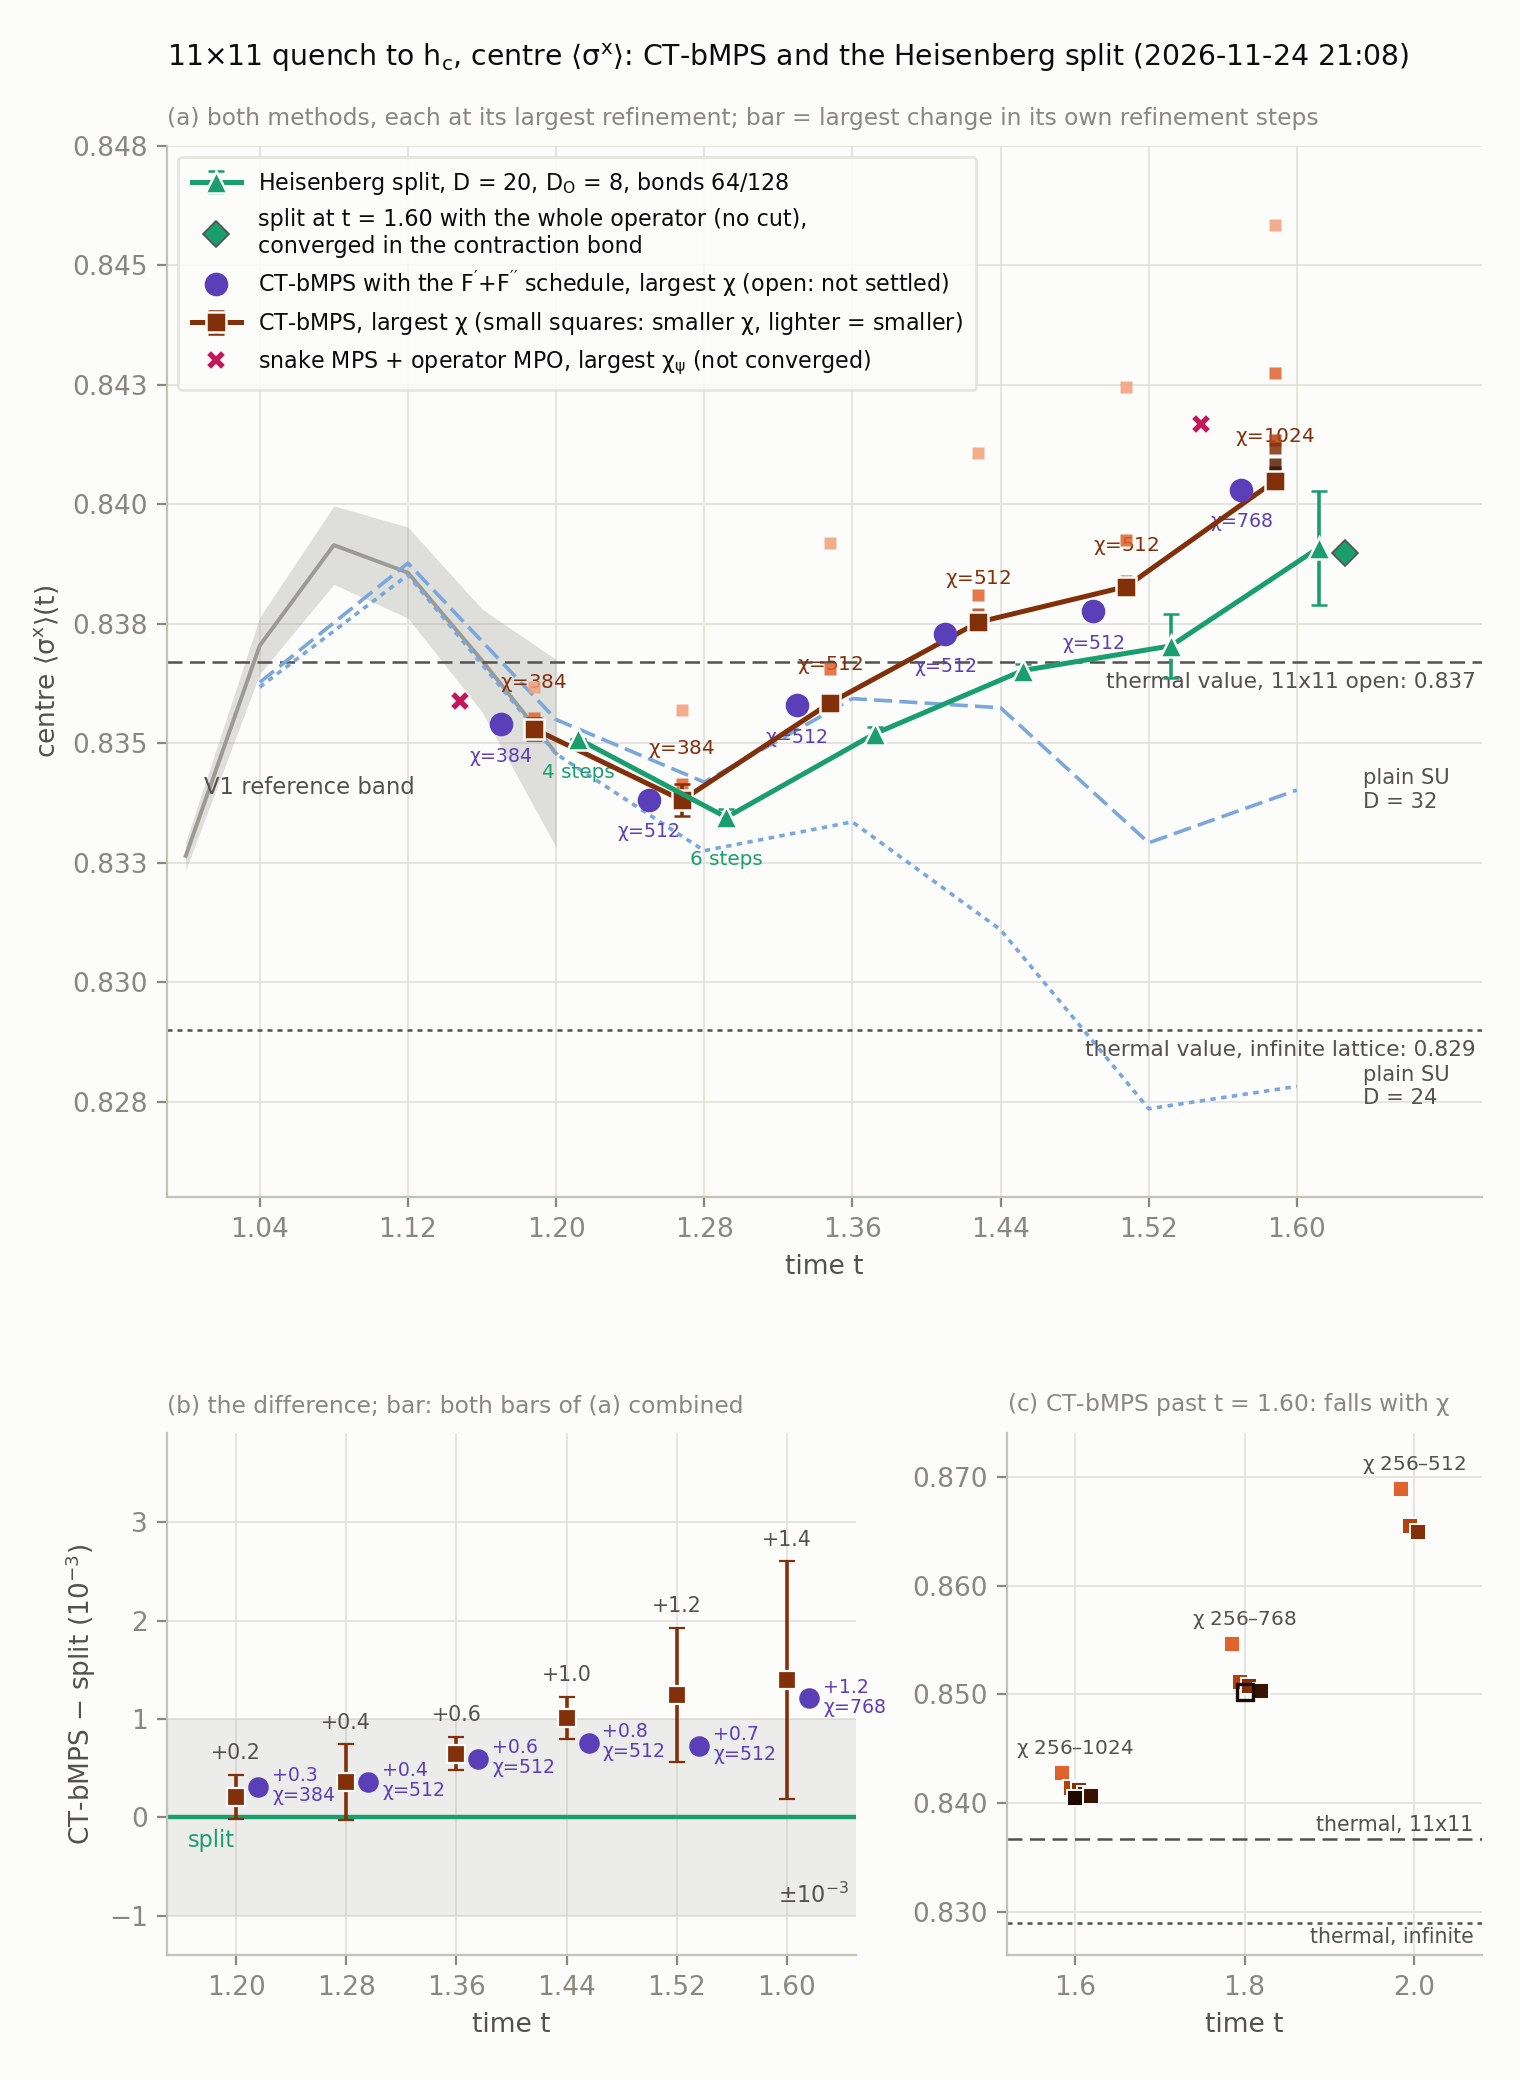 11×11 quench to h_c, centre ⟨σ^x⟩: CT-bMPS and the Heisenberg split (2026-11-24 21:08)
(a) both methods, each at its largest refinement; bar = largest change in its own refinement steps
Heisenberg split, D = 20, D_O = 8, bonds 64/128
split at t = 1.60 with the whole operator (no cut),
converged in the contraction bond
CT-bMPS with the F′+F′′ schedule, largest χ (open: not settled)
CT-bMPS, largest χ (small squares: smaller χ, lighter = smaller)
snake MPS + operator MPO, largest χ_ψ (not converged)
centre ⟨σ^x⟩(t)
0.848
0.845
0.843
0.840
0.838
0.835
0.833
0.830
0.828
χ=1024
χ=768
χ=512
χ=512
χ=512
χ=512
χ=512
χ=384
χ=512
χ=384
χ=384
χ=512
4 steps
6 steps
V1 reference band
thermal value, 11x11 open: 0.837
plain SU
D = 32
thermal value, infinite lattice: 0.829
plain SU
D = 24
1.04
1.12
1.20
1.28
1.36
1.44
1.52
1.60
time t
(b) the difference; bar: both bars of (a) combined
CT-bMPS − split (10⁻³)
3
2
1
0
−1
+0.2
+0.4
+0.6
+1.0
+1.2
+1.4
+0.3
χ=384
+0.4
χ=512
+0.6
χ=512
+0.8
χ=512
+0.7
χ=512
+1.2
χ=768
split
±10⁻³
1.20
1.28
1.36
1.44
1.52
1.60
time t
(c) CT-bMPS past t = 1.60: falls with χ
0.870
0.860
0.850
0.840
0.830
χ 256–512
χ 256–768
χ 256–1024
thermal, 11x11
thermal, infinite
1.6
1.8
2.0
time t